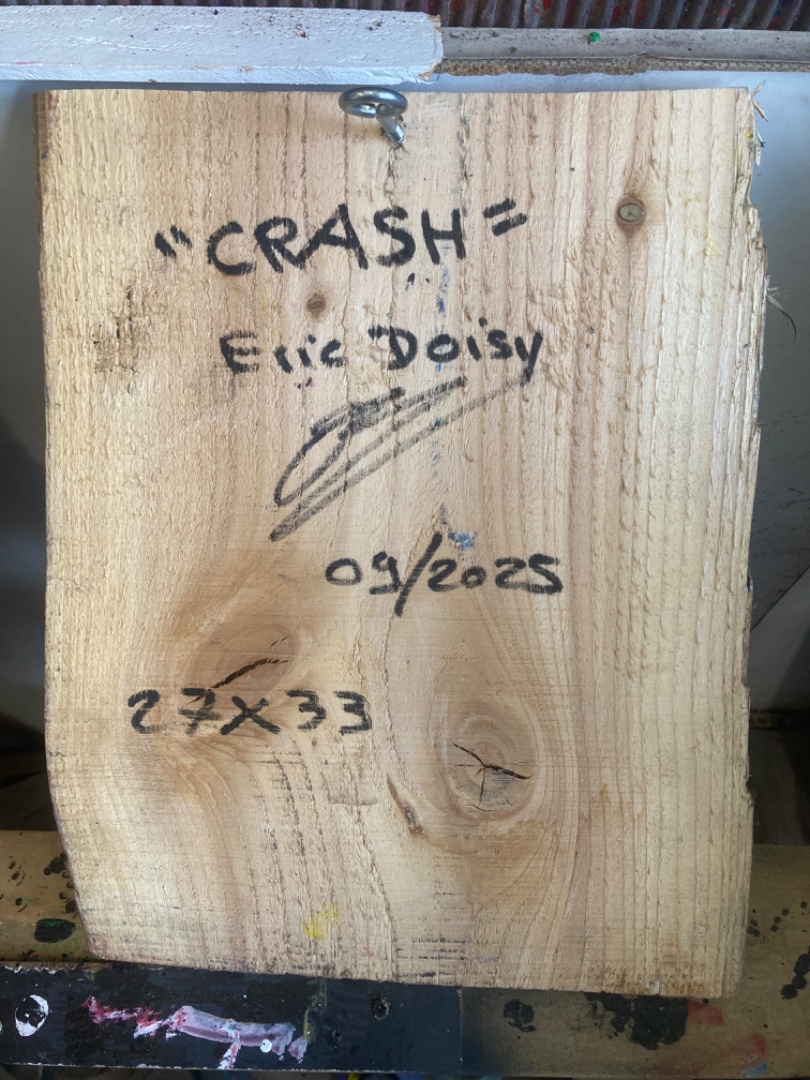 "CRASH"
Eric Doisy
09/2025
27X33